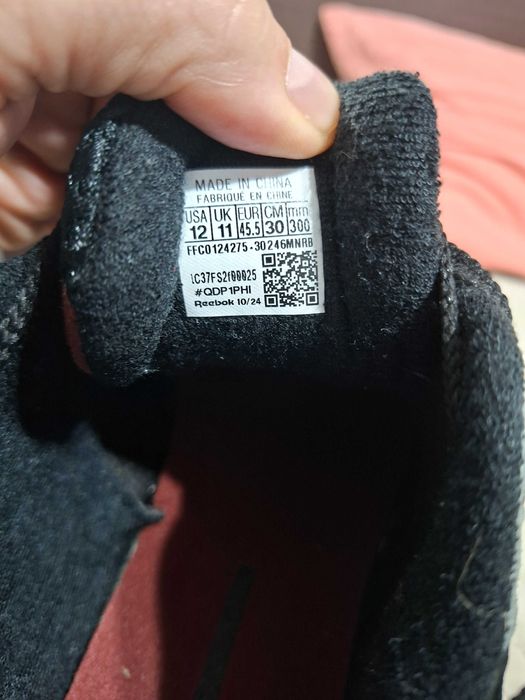 MADE IN CHINA
FABRIQUE EN CHINE
USA UK EUR CM mm
12 11 45.5 30 300
FFC0124275-30246MNRB
#QDP1PHI
Reebok 10/24